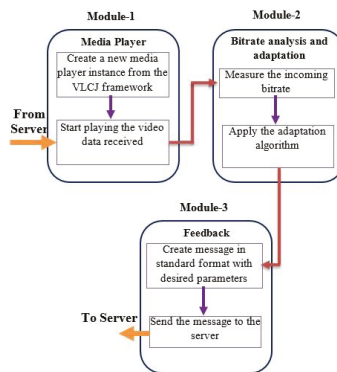 Module-1
Module-2
Media Player
Create a new media
player instance from the
VLCJ framework
From
Server
Start playing the video
data received
Bitrate analysis and
adaptation
Measure the incoming
bitrate
Apply the adaptation
algorithm
Module-3
Feedback
Create message in
standard format with
desired parameters
To Server
Send the message to the
server